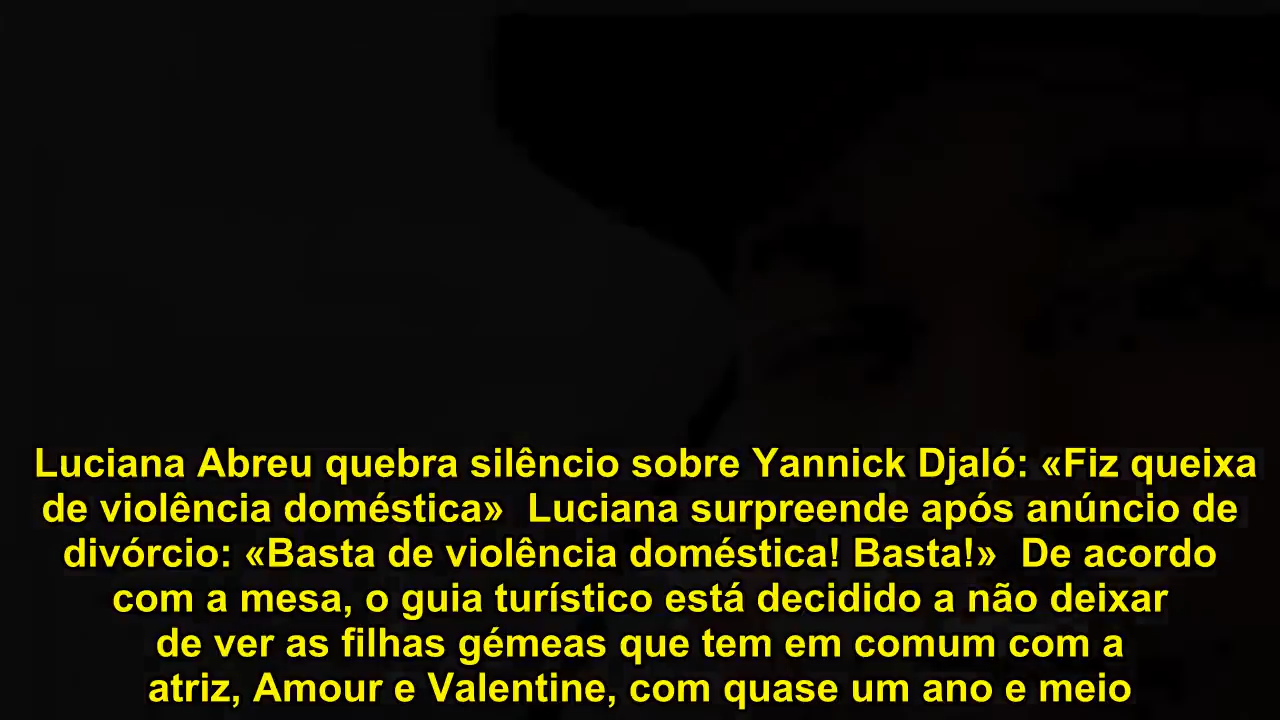 Luciana Abreu quebra silêncio sobre Yannick Djaló: «Fiz queixa
de violência doméstica»  Luciana surpreende após anúncio de
divórcio: «Basta de violência doméstica! Basta!»  De acordo
com a mesa, o guia turístico está decidido a não deixar
de ver as filhas gémeas que tem em comum com a
atriz, Amour e Valentine, com quase um ano e meio